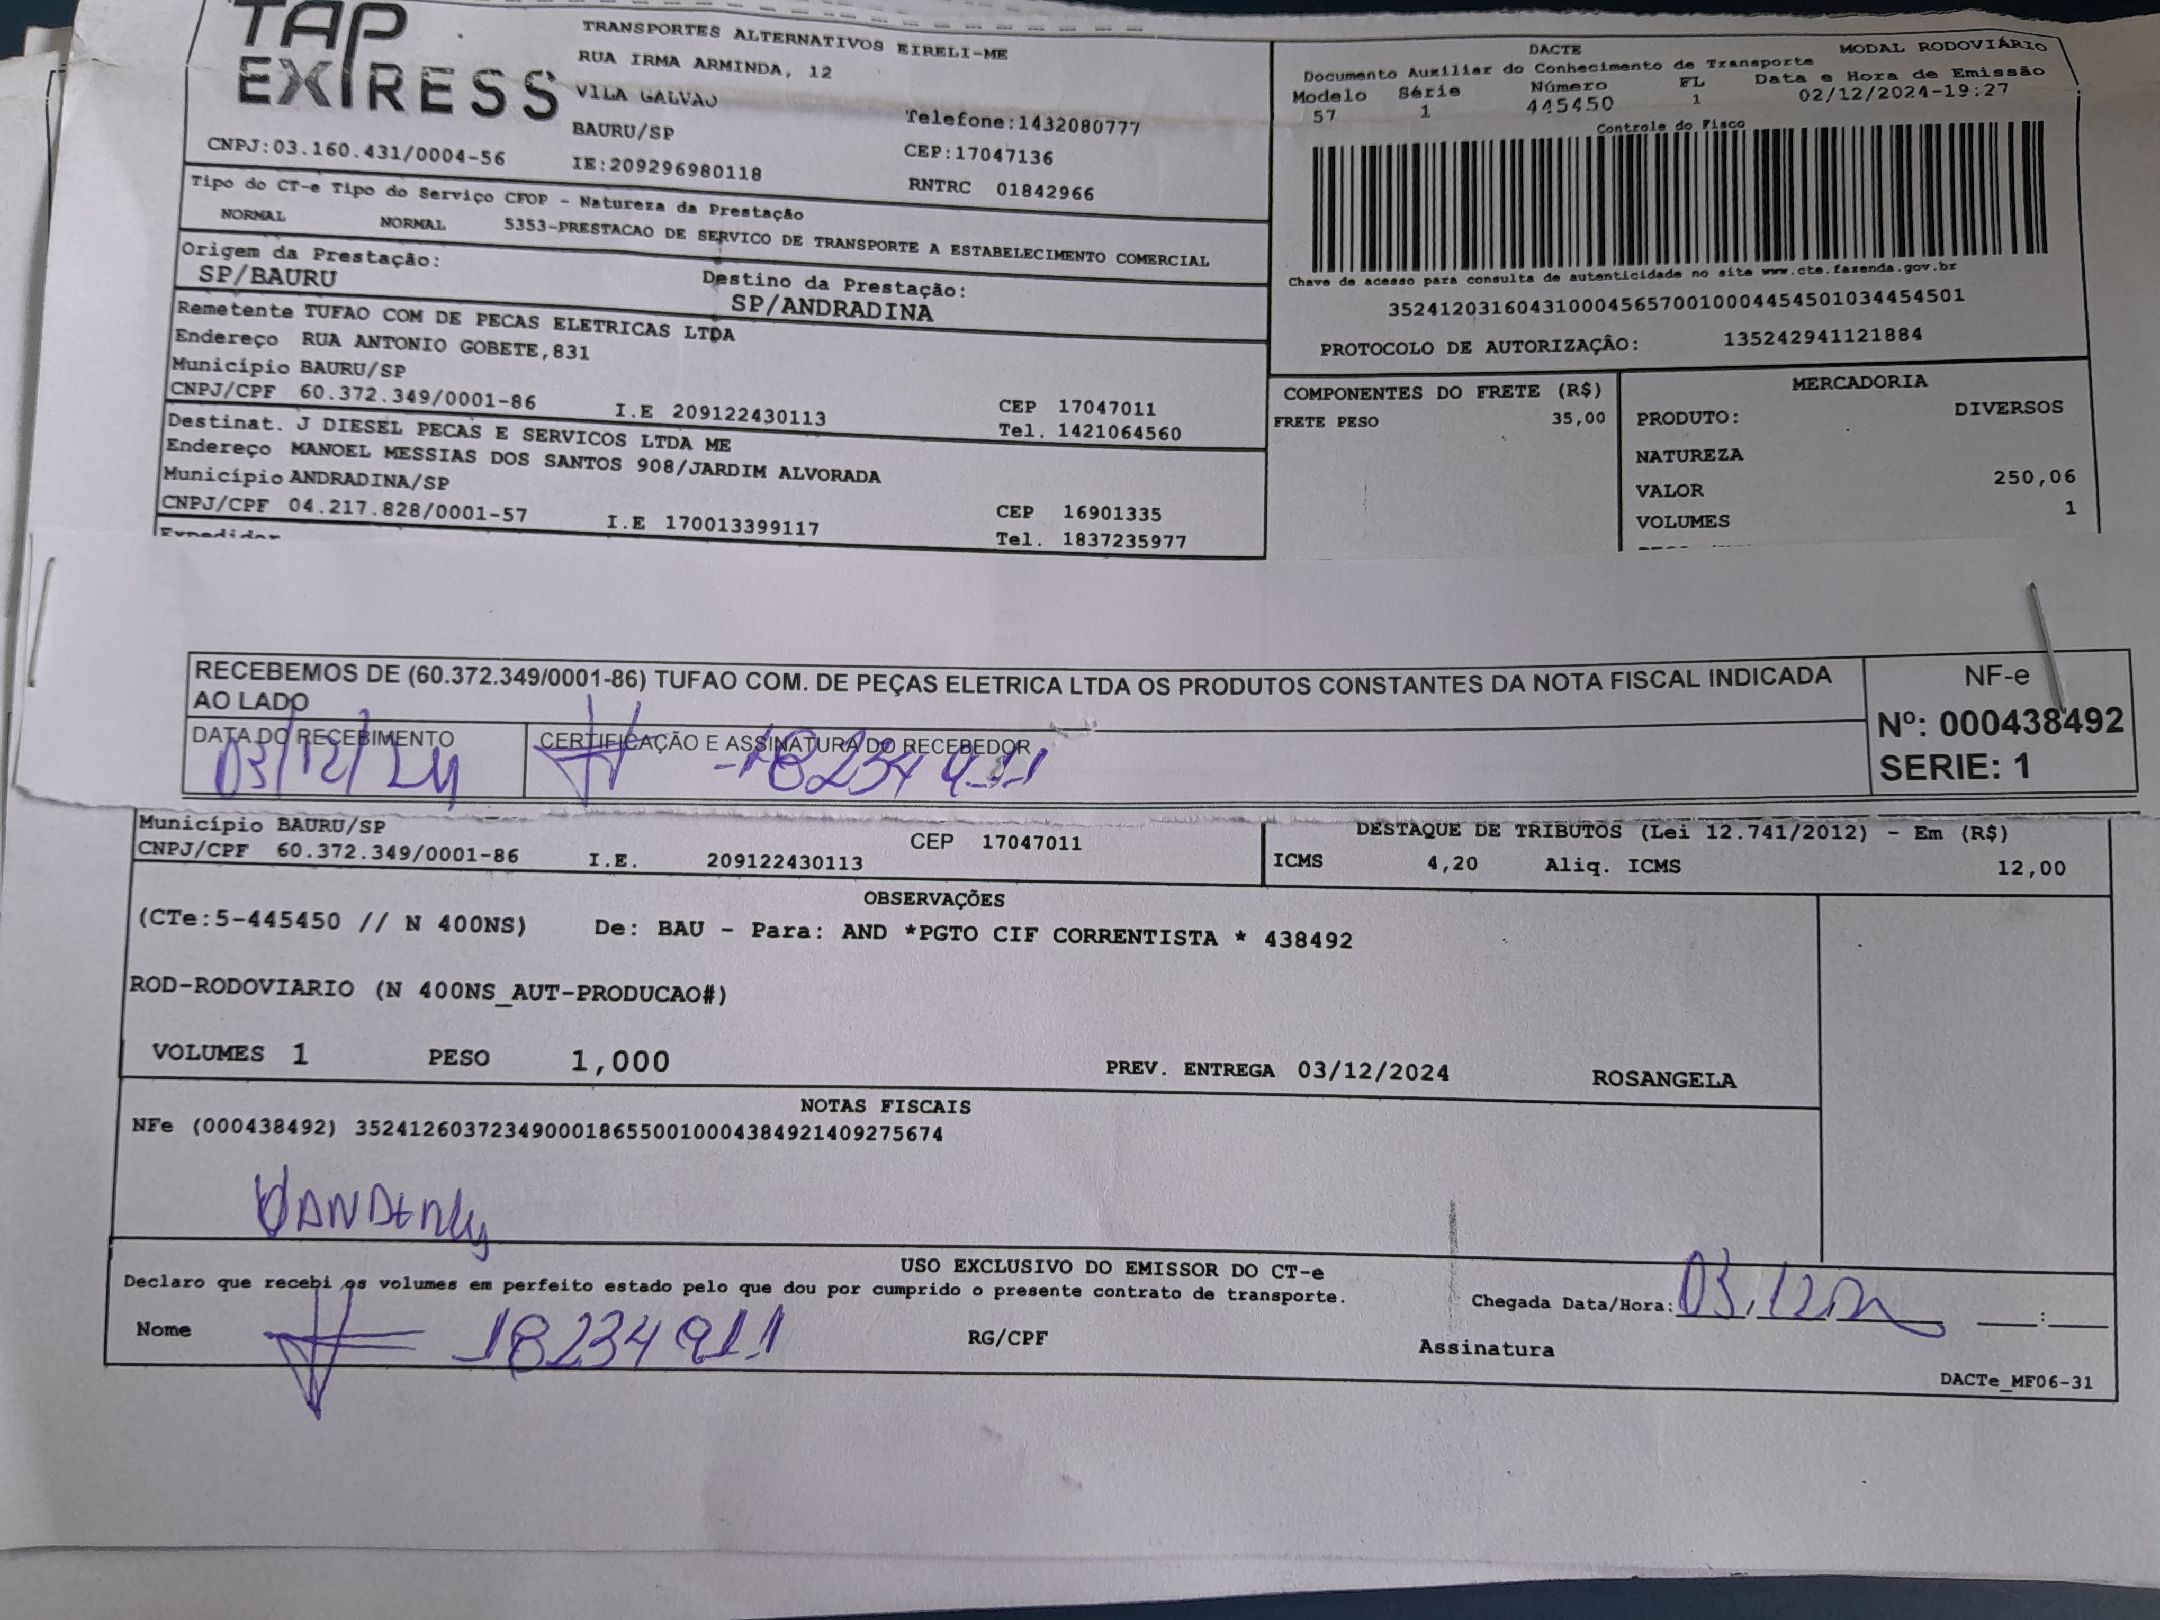 TAP
EXPRESS
TRANSPORTES ALTERNATIVOS EIRELI-ME
RUA IRMA ARMINDA, 12
VILA GALVAO
BAURU/SP
Telefone:1432080777
CNPJ:03.160.431/0004-56
IE:209296980118
CEP:17047136
RNTRC 01842966
DACTE MODAL RODOVIÁRIO
Documento Auxiliar do Conhecimento de Transporte
Modelo Série Número FL Data e Hora de Emissão
57 1 445450 1 02/12/2024-19:27
Controle do Fisco
Chave de acesso para consulta de autenticidade no site www.cte.fazenda.gov.br
35241203160431000456570010004454501034454501
PROTOCOLO DE AUTORIZAÇÃO: 135242941121884
Tipo do CT-e Tipo do Serviço CFOP - Natureza da Prestação
NORMAL NORMAL 5353-PRESTACAO DE SERVICO DE TRANSPORTE A ESTABELECIMENTO COMERCIAL
Origem da Prestação: Destino da Prestação:
SP/BAURU SP/ANDRADINA
Remetente TUFAO COM DE PECAS ELETRICAS LTDA
Endereço RUA ANTONIO GOBETE,831
Município BAURU/SP CEP 17047011
CNPJ/CPF 60.372.349/0001-86 I.E 209122430113 Tel. 1421064560
Destinat. J DIESEL PECAS E SERVICOS LTDA ME
Endereço MANOEL MESSIAS DOS SANTOS 908/JARDIM ALVORADA
Município ANDRADINA/SP CEP 16901335
CNPJ/CPF 04.217.828/0001-57 I.E 170013399117 Tel. 1837235977
Expedidor
COMPONENTES DO FRETE (R$)
FRETE PESO 35,00
MERCADORIA
PRODUTO: DIVERSOS
NATUREZA
VALOR 250,06
VOLUMES 1
RECEBEMOS DE (60.372.349/0001-86) TUFAO COM. DE PEÇAS ELETRICA LTDA OS PRODUTOS CONSTANTES DA NOTA FISCAL INDICADA
AO LADO
DATA DO RECEBIMENTO CERTIFICAÇÃO E ASSINATURA DO RECEBEDOR
03/12/24 18234911
NF-e
Nº: 000438492
SERIE: 1
Município BAURU/SP CEP 17047011
CNPJ/CPF 60.372.349/0001-86 I.E. 209122430113
DESTAQUE DE TRIBUTOS (Lei 12.741/2012) - Em (R$)
ICMS 4,20 Aliq. ICMS 12,00
OBSERVAÇÕES
(CTe:5-445450 // N 400NS) De: BAU - Para: AND *PGTO CIF CORRENTISTA * 438492
ROD-RODOVIARIO (N 400NS_AUT-PRODUCAO#)
VOLUMES 1 PESO 1,000 PREV. ENTREGA 03/12/2024 ROSANGELA
NOTAS FISCAIS
NFe (000438492) 35241260372349000186550010004384921409275674
USO EXCLUSIVO DO EMISSOR DO CT-e
Declaro que recebi os volumes em perfeito estado pelo que dou por cumprido o presente contrato de transporte.
Chegada Data/Hora: 03.12 :
Nome 18234911 RG/CPF Assinatura
DACTe_MF06-31